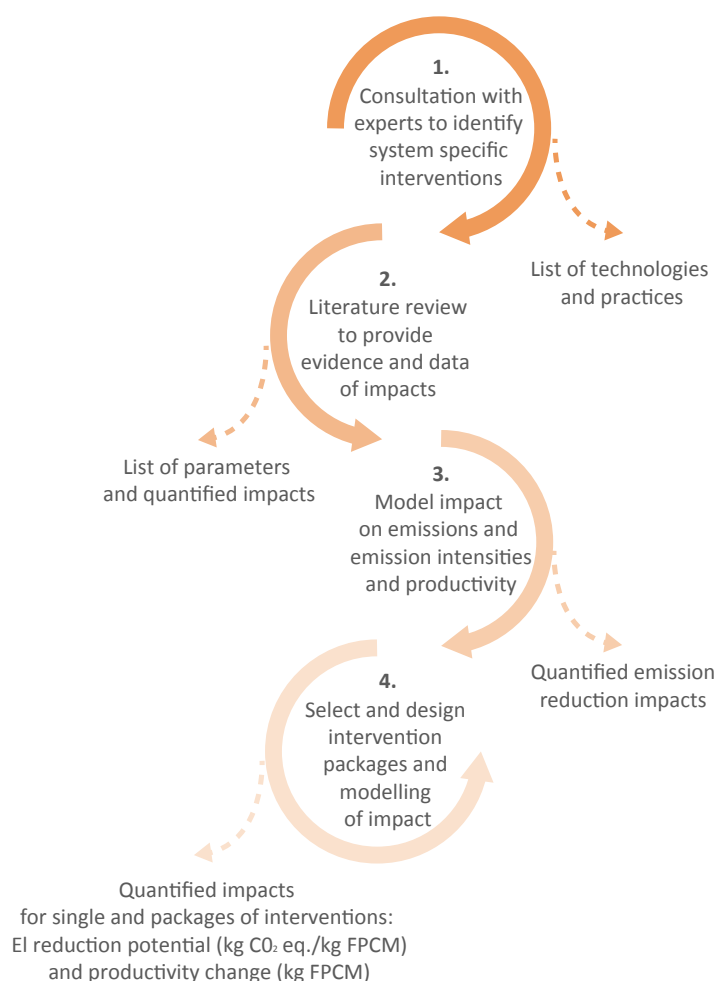 1.
Consultation with
experts to identify
system specific
interventions
List of technologies
and practices
2.
Literature review
to provide
evidence and data
of impacts
List of parameters
and quantified impacts
3.
Model impact
on emissions and
emission intensities
and productivity
Quantified emission
reduction impacts
4.
Select and design
intervention
packages and
modelling
of impact
Quantified impacts
for single and packages of interventions:
EI reduction potential (kg C0₂ eq./kg FPCM)
and productivity change (kg FPCM)